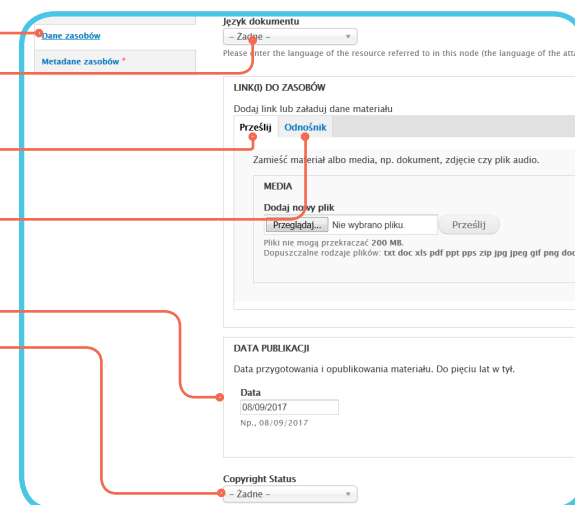 Dane zasobów
Metadane zasobów *
Język dokumentu
– Żadne –
Please enter the language of the resource referred to in this node (the language of the
LINK(I) DO ZASOBÓW
Dodaj link lub załaduj dane materiału
Prześlij Odnośnik
Zamieść materiał albo media, np. dokument, zdjęcie czy plik audio.
MEDIA
Dodaj nowy plik
Przeglądaj... Nie wybrano pliku. Prześlij
Pliki nie mogą przekraczać 200 MB.
Dopuszczalne rodzaje plików: txt doc xls pdf ppt pps zip jpg jpeg gif png
DATA PUBLIKACJI
Data przygotowania i opublikowania materiału. Do pięciu lat w tył.
Data
08/09/2017
Np., 08/09/2017
Copyright Status
– Żadne –